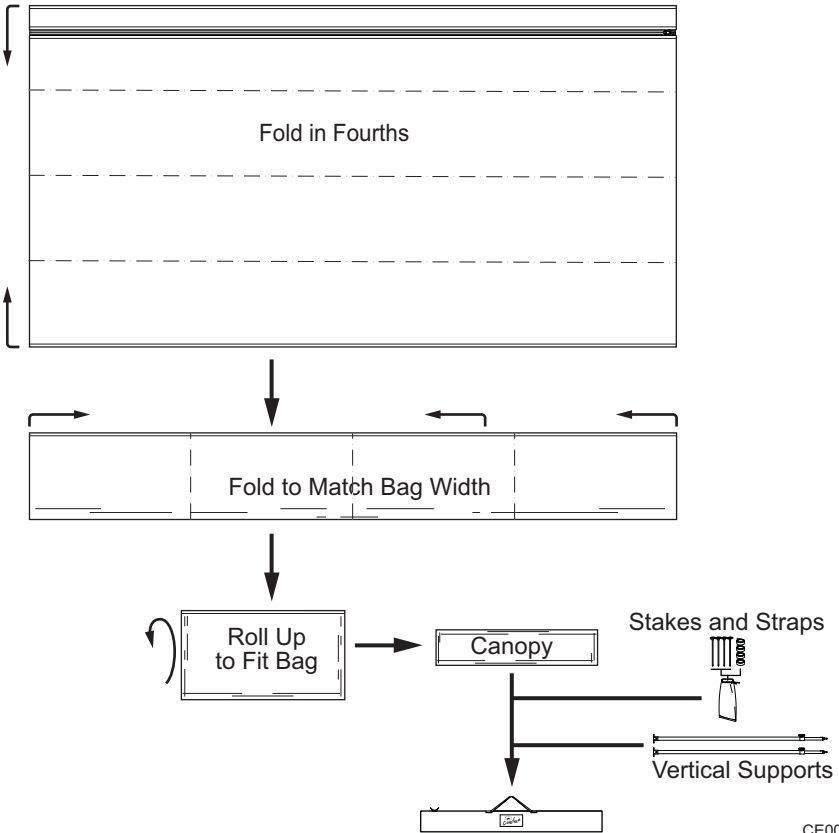 Fold in Fourths
Fold to Match Bag Width
Roll Up
to Fit Bag
Canopy
Stakes and Straps
Vertical Supports
CE00